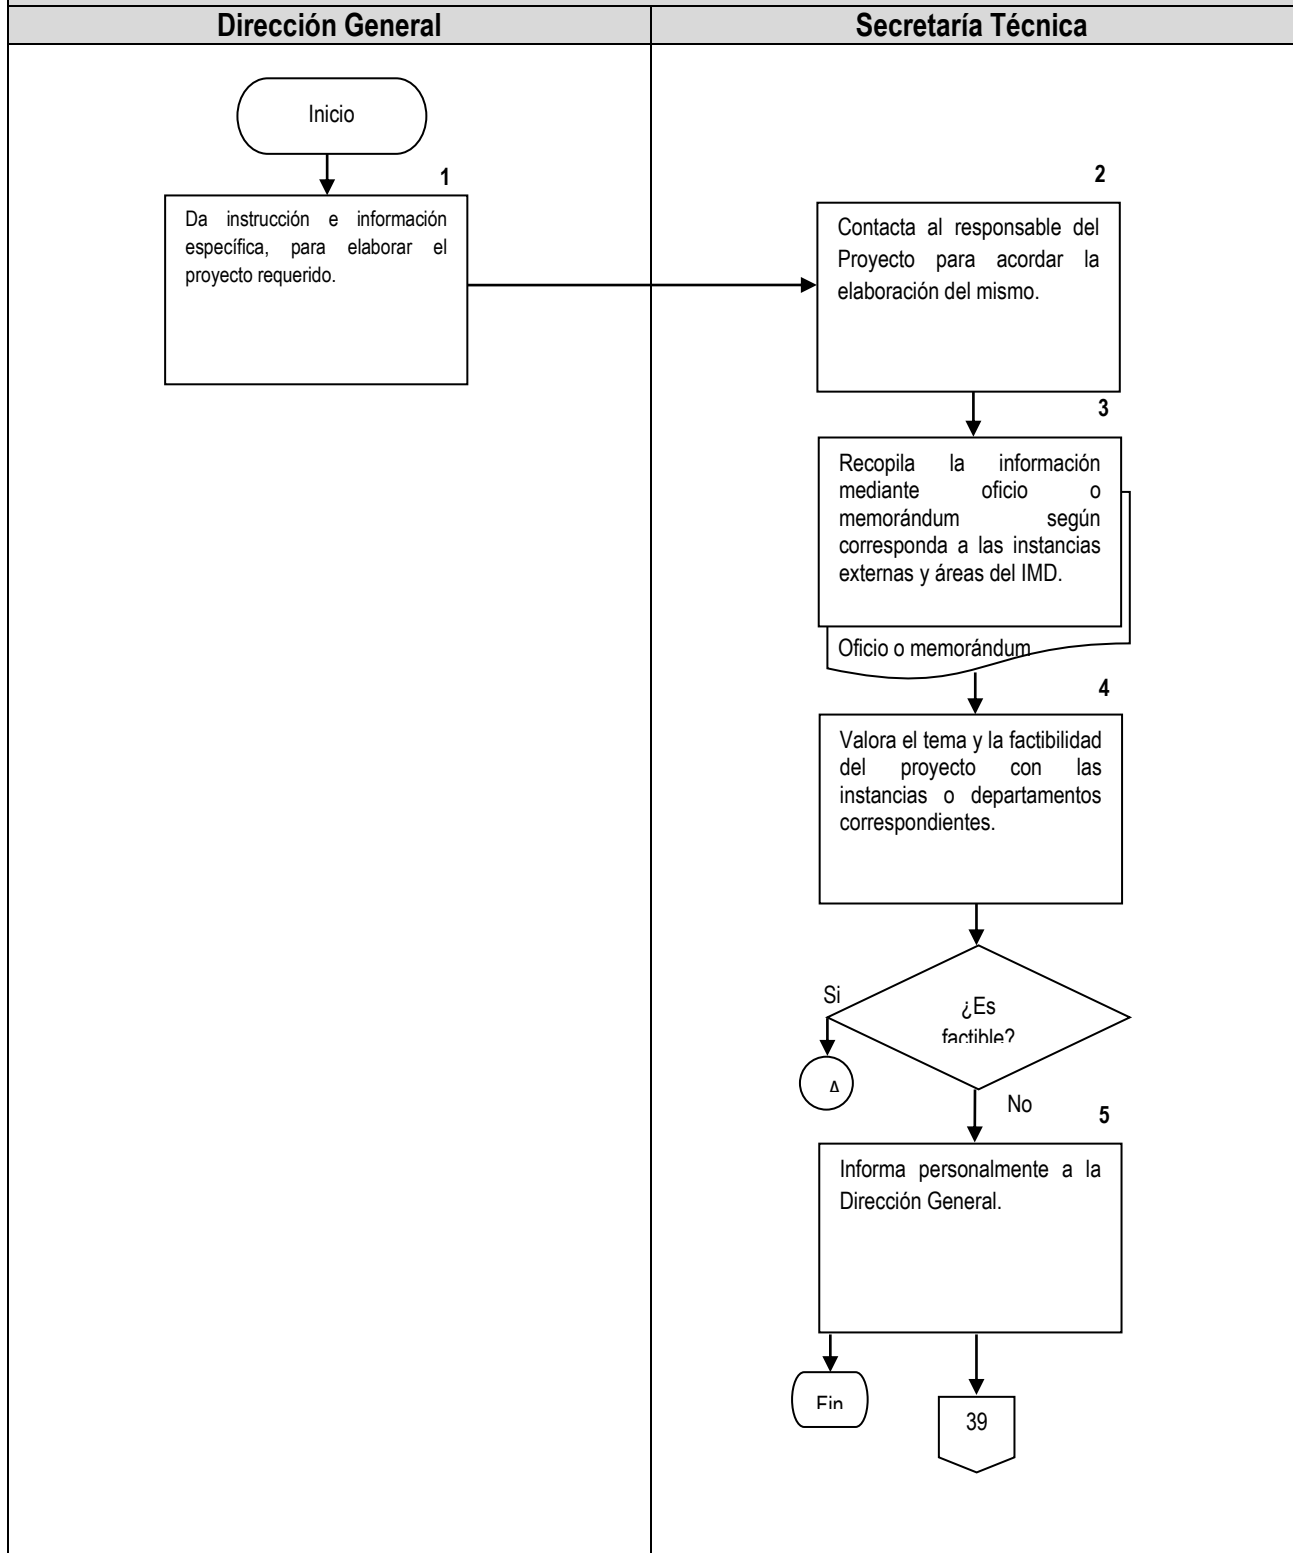 Dirección General
Secretaría Técnica
Inicio
1
Da instrucción e información
específica, para elaborar el
proyecto requerido.
2
Contacta al responsable del
Proyecto para acordar la
elaboración del mismo.
3
Recopila la información
mediante oficio o
memorándum según
corresponda a las instancias
externas y áreas del IMD.
Oficio o memorándum
4
Valora el tema y la factibilidad
del proyecto con las
instancias o departamentos
correspondientes.
Si
¿Es
factible?
A
No
5
Informa personalmente a la
Dirección General.
Fin
39